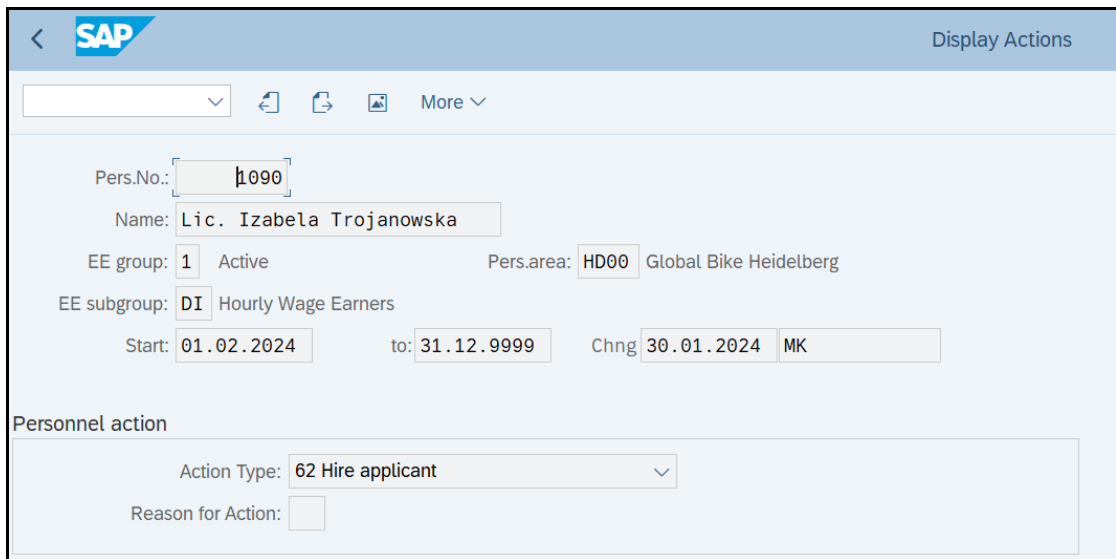 SAP Display Actions
More
Pers.No.: 1090
Name: Lic. Izabela Trojanowska
EE group: 1 Active Pers.area: HD00 Global Bike Heidelberg
EE subgroup: DI Hourly Wage Earners
Start: 01.02.2024 to: 31.12.9999 Chng 30.01.2024 MK
Personnel action
Action Type: 62 Hire applicant
Reason for Action: